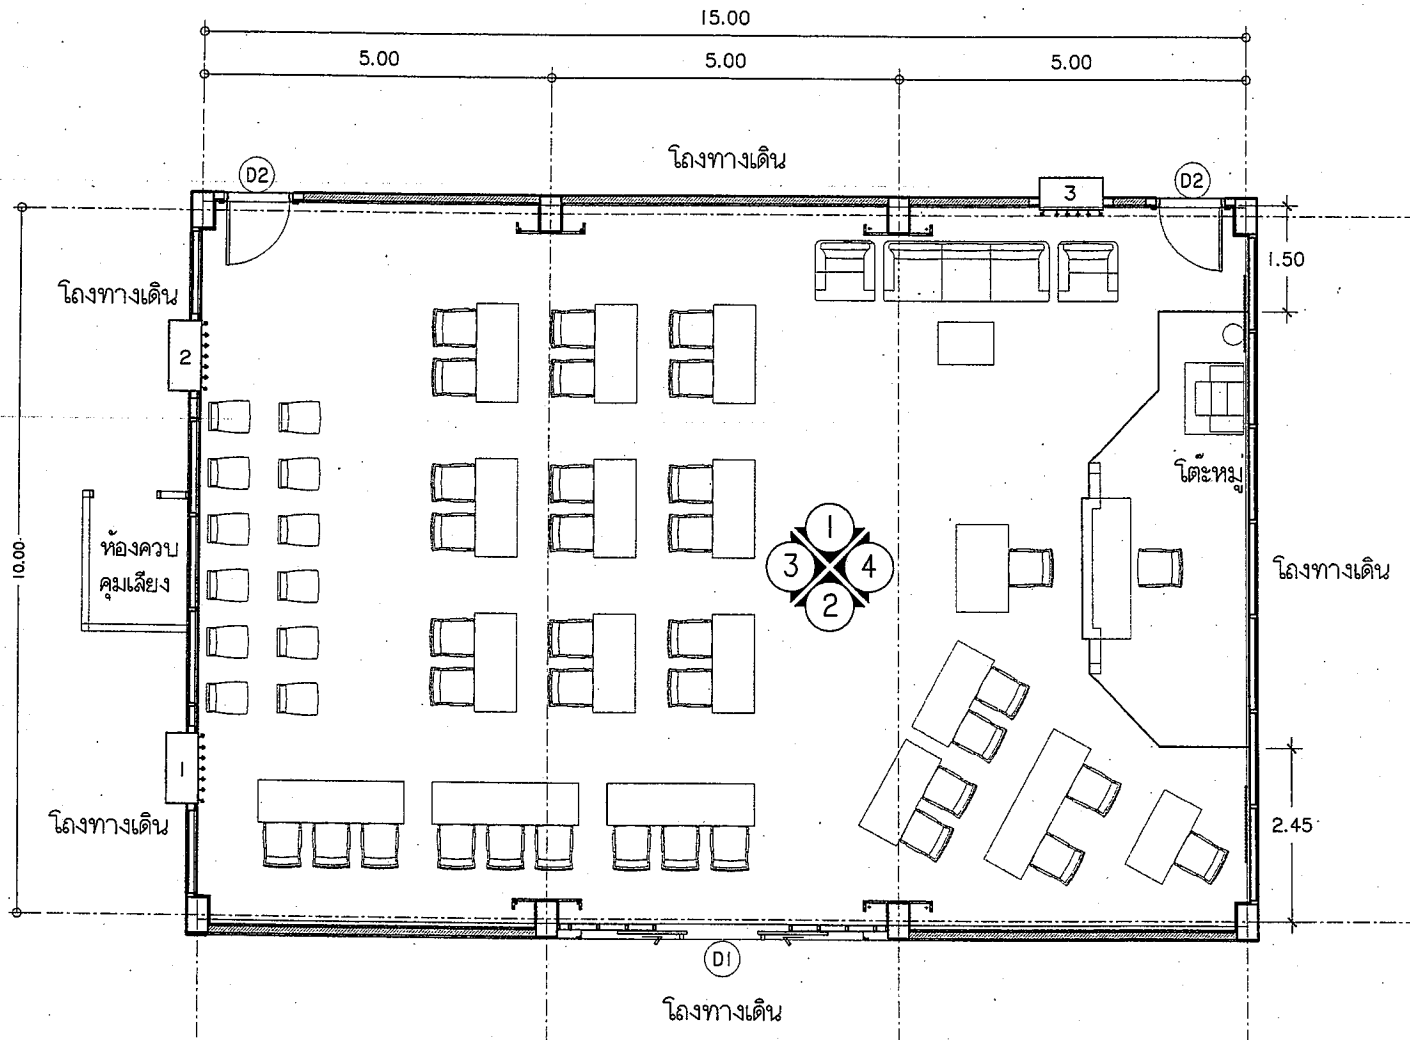 15.00
5.00
5.00
5.00
โถงทางเดิน
D2
D2
3
1.50
โถงทางเดิน
2
โต๊ะหมู่
10.00
ห้องควบ
คุมเสียง
1
3
4
2
โถงทางเดิน
1
โถงทางเดิน
2.45
D1
โถงทางเดิน